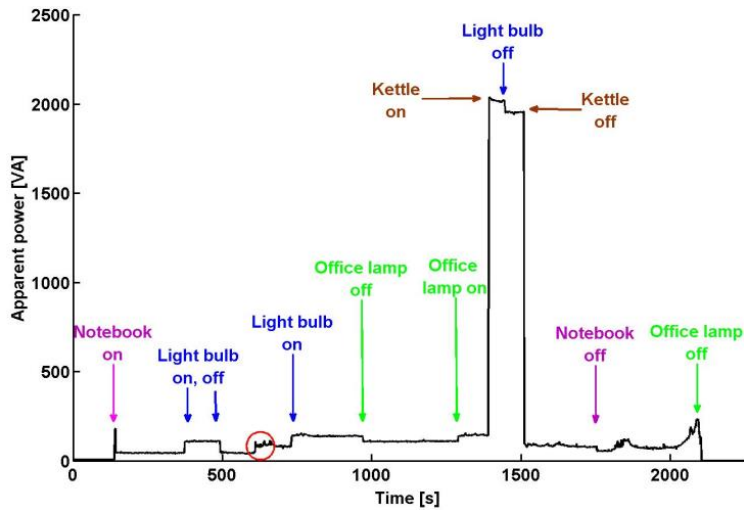 2500
2000
1500
1000
500
0
0
500
1000
1500
2000
Apparent power [VA]
Time [s]
Notebook
on
Light bulb
on, off
Light bulb
on
Office lamp
off
Office
lamp on
Kettle
on
Light bulb
off
Kettle
off
Notebook
off
Office lamp
off